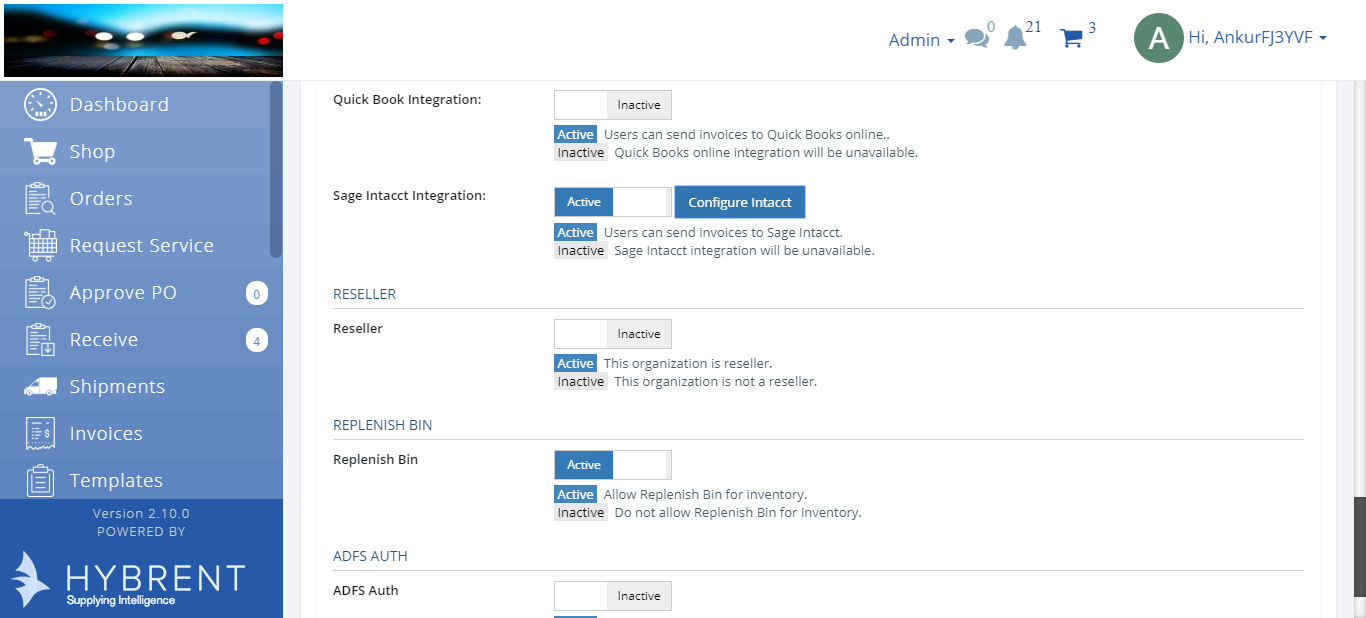 Admin
0
21
3
A
Hi, AnkurFJ3YVF
Dashboard
Shop
Orders
Request Service
Approve PO
0
Receive
4
Shipments
Invoices
Templates
Version 2.10.0
POWERED BY
HYBRENT
Supplying Intelligence
Quick Book Integration:
Inactive
Active Users can send invoices to Quick Books online..
Inactive Quick Books online integration will be unavailable.
Sage Intacct Integration:
Active
Configure Intacct
Active Users can send invoices to Sage Intacct.
Inactive Sage Intacct integration will be unavailable.
RESELLER
Reseller
Inactive
Active This organization is reseller.
Inactive This organization is not a reseller.
REPLENISH BIN
Replenish Bin
Active
Active Allow Replenish Bin for inventory.
Inactive Do not allow Replenish Bin for Inventory.
ADFS AUTH
ADFS Auth
Inactive